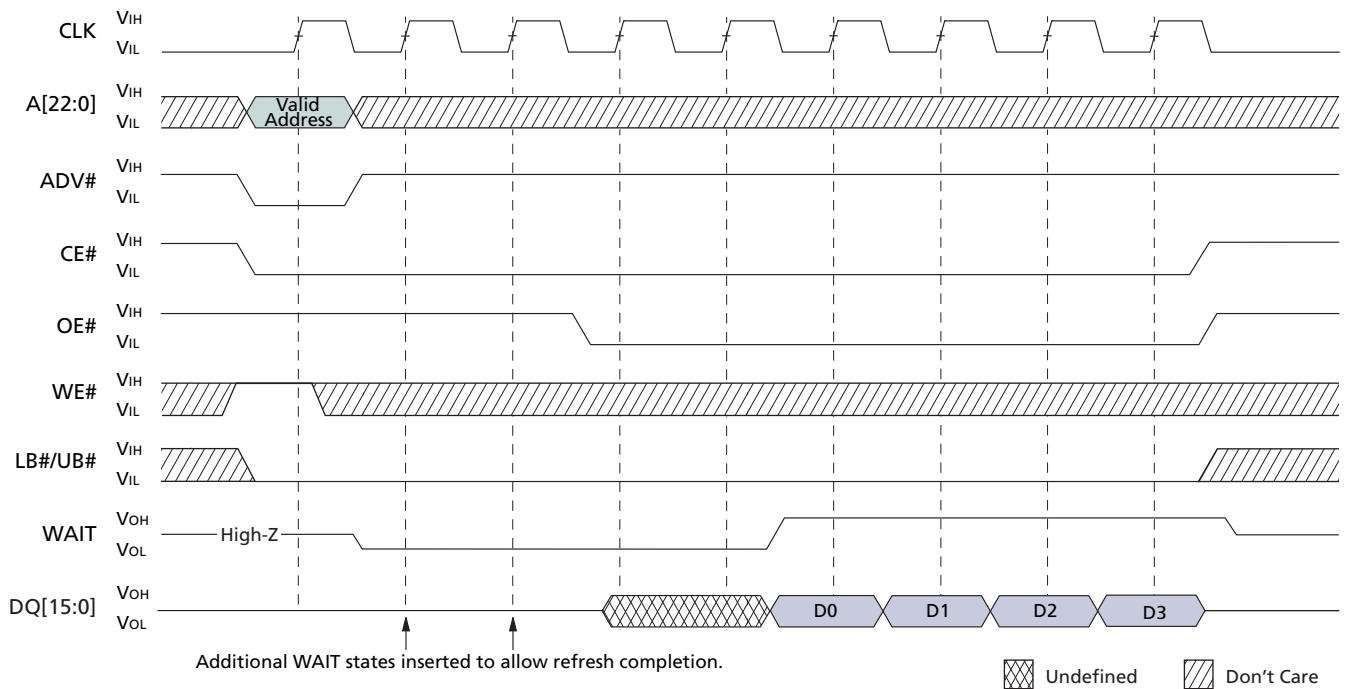 CLK
VIH
VIL
A[22:0]
VIH
VIL
Valid
Address
ADV#
VIH
VIL
CE#
VIH
VIL
OE#
VIH
VIL
WE#
VIH
VIL
LB#/UB#
VIH
VIL
WAIT
VOH
VOL
High-Z
DQ[15:0]
VOH
VOL
D0
D1
D2
D3
Additional WAIT states inserted to allow refresh completion.
Undefined
Don't Care